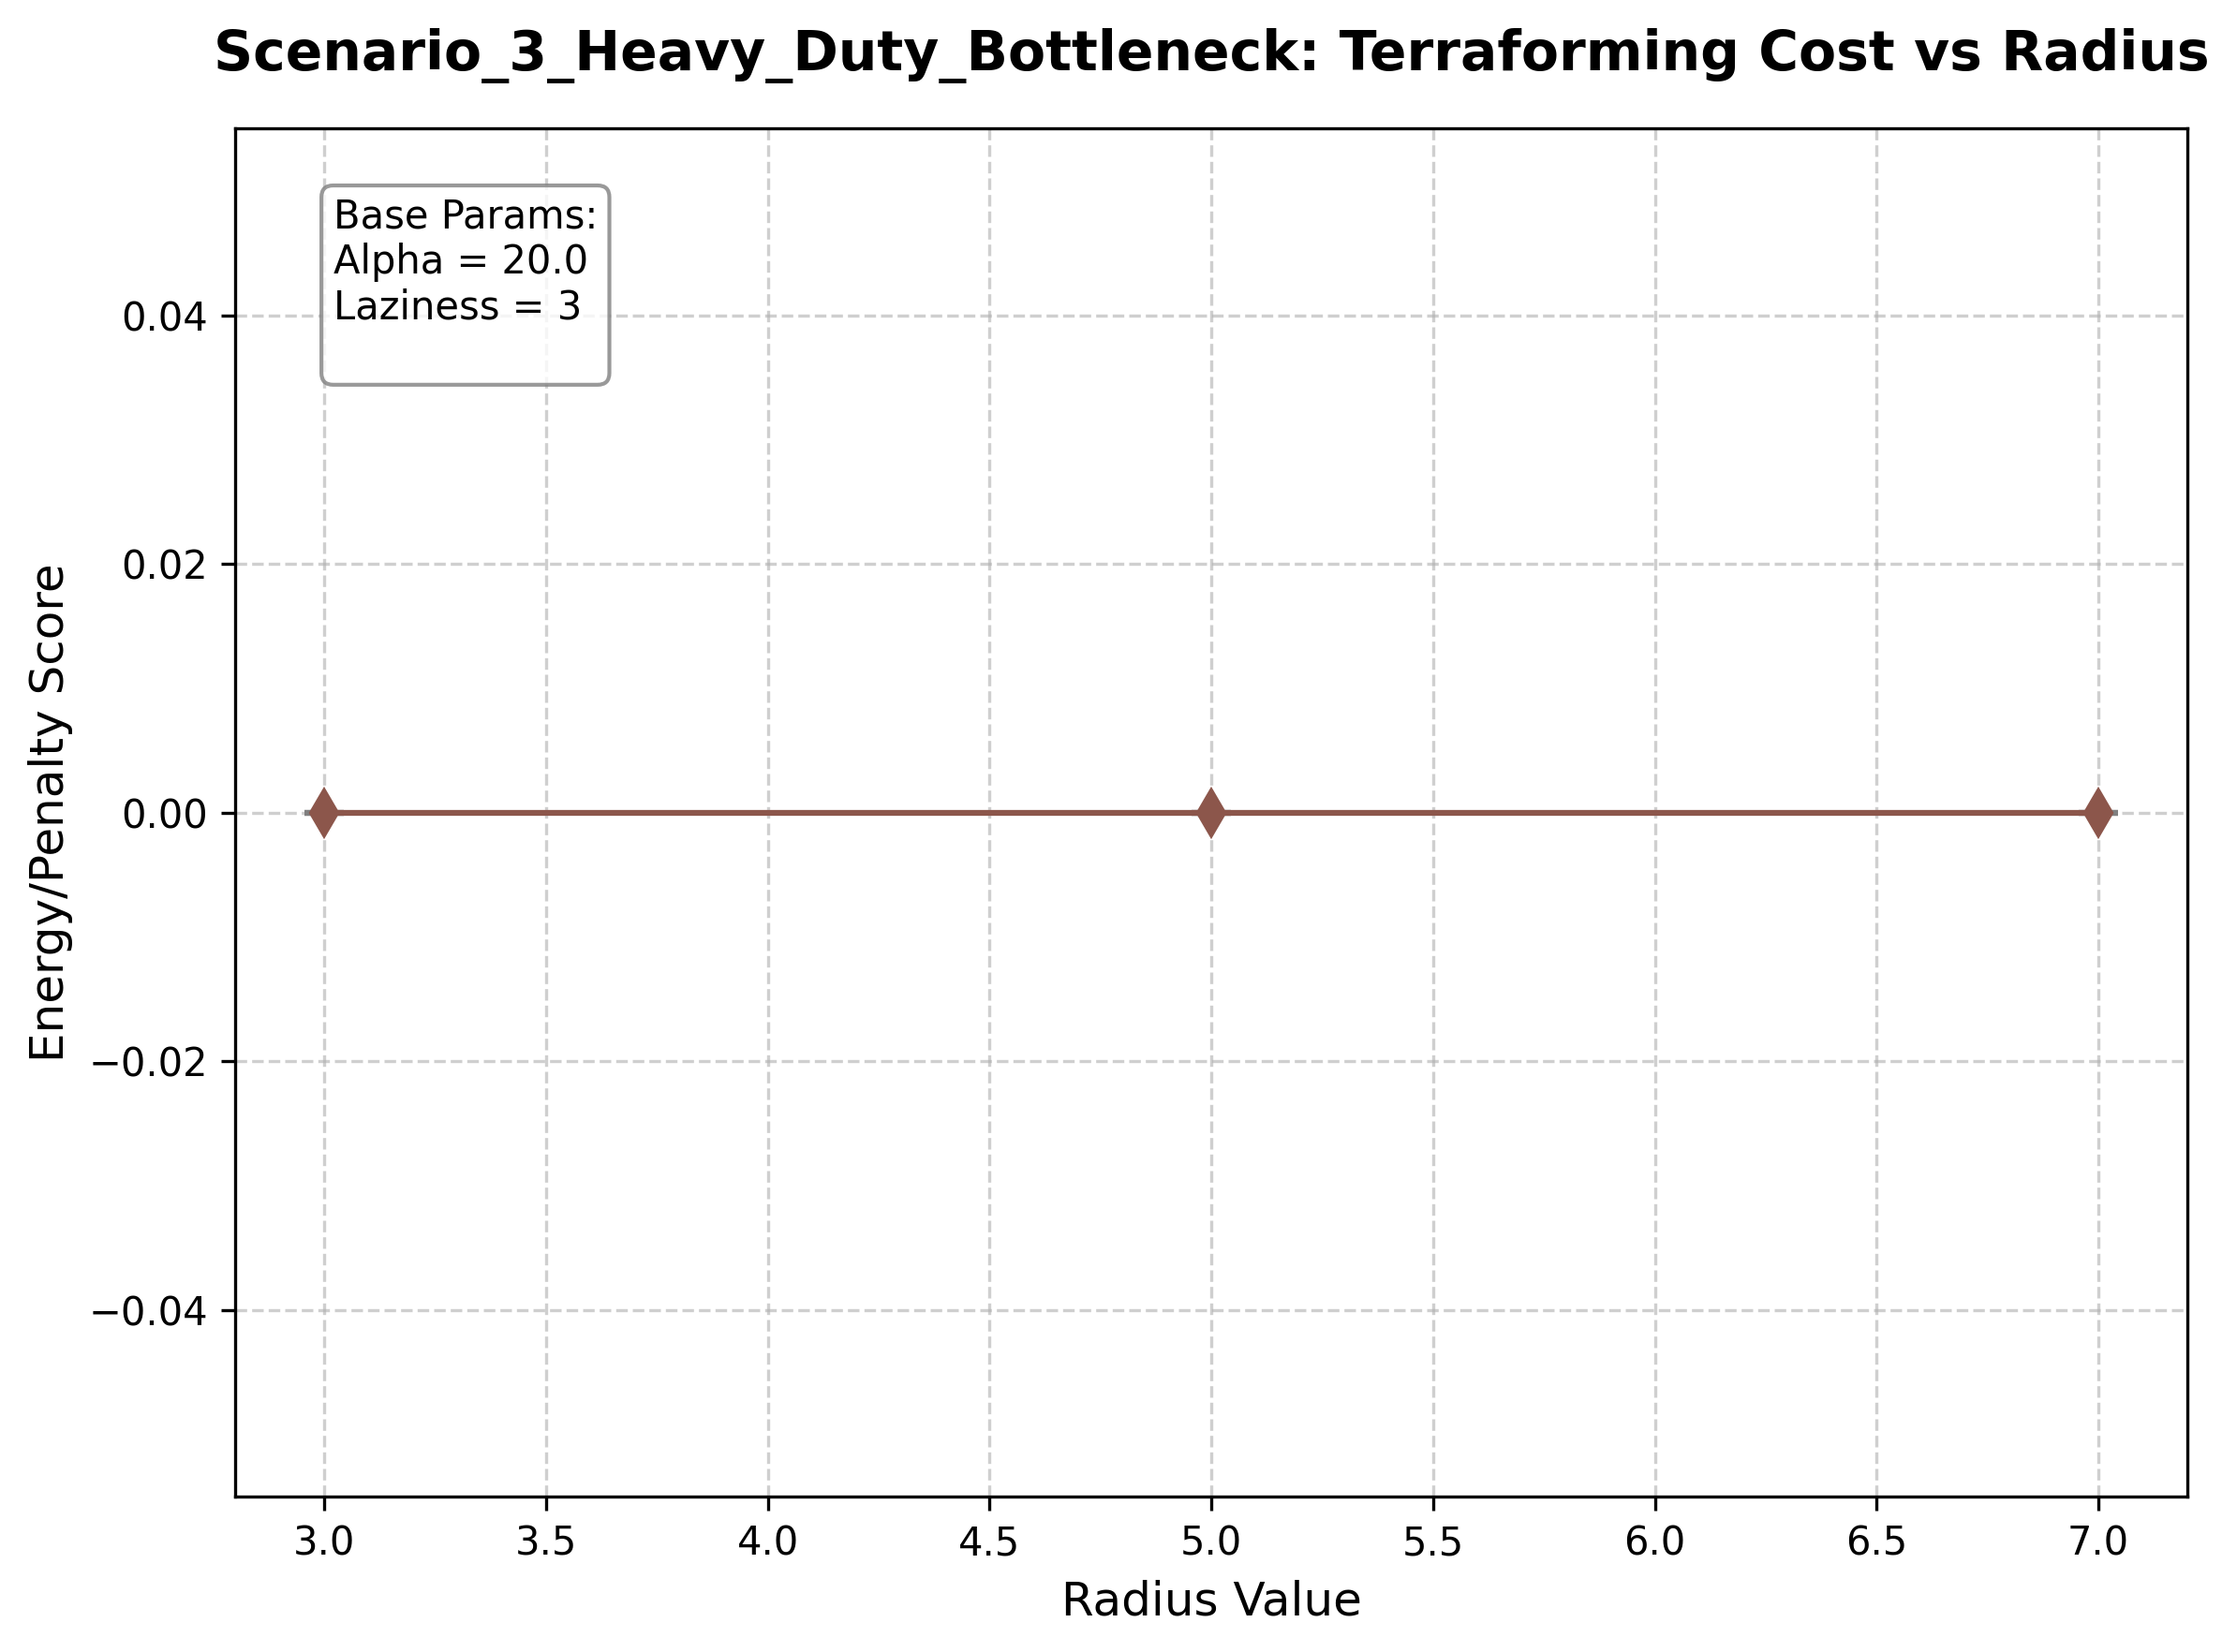 Scenario_3_Heavy_Duty_Bottleneck: Terraforming Cost vs Radius
Base Params:
Alpha = 20.0
Laziness = 3
Energy/Penalty Score
0.04
0.02
0.00
−0.02
−0.04
3.0 3.5 4.0 4.5 5.0 5.5 6.0 6.5 7.0
Radius Value